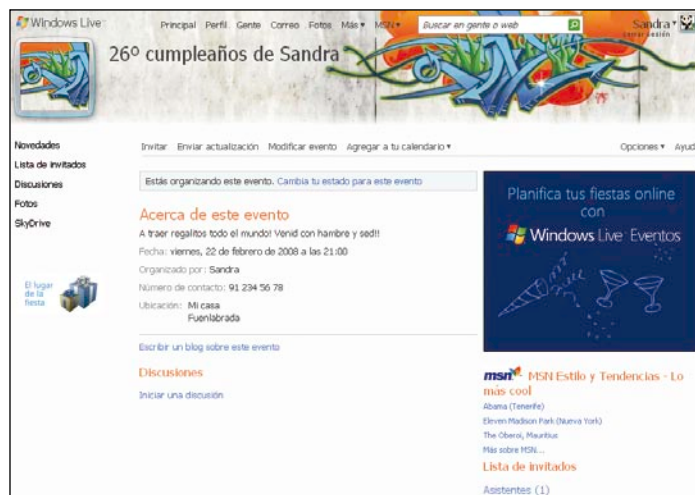 Windows Live™
Principal Perfil Gente Correo Fotos Más MSN
Buscar en gente o web
Sandra
cerrar sesión
26º cumpleaños de Sandra
Novedades
Lista de invitados
Discusiones
Fotos
SkyDrive
El lugar
de la
fiesta
Invitar Enviar actualización Modificar evento Agregar a tu calendario
Opciones Ayud
Estás organizando este evento. Cambia tu estado para este evento
Acerca de este evento
A traer regalitos todo el mundo! Venid con hambre y sed!!
Fecha: viernes, 22 de febrero de 2008 a las 21:00
Organizado por: Sandra
Número de contacto: 91 234 56 78
Ubicación: Mi casa
Fuenlabrada
Escribir un blog sobre este evento
Discusiones
Iniciar una discusión
Planifica tus fiestas online
con
Windows Live™ Eventos
msn MSN Estilo y Tendencias - Lo
más cool
Abama (Tenerife)
Eleven Madison Park (Nueva York)
The Oberoi, Mauritius
Más sobre MSN...
Lista de invitados
Asistentes (1)